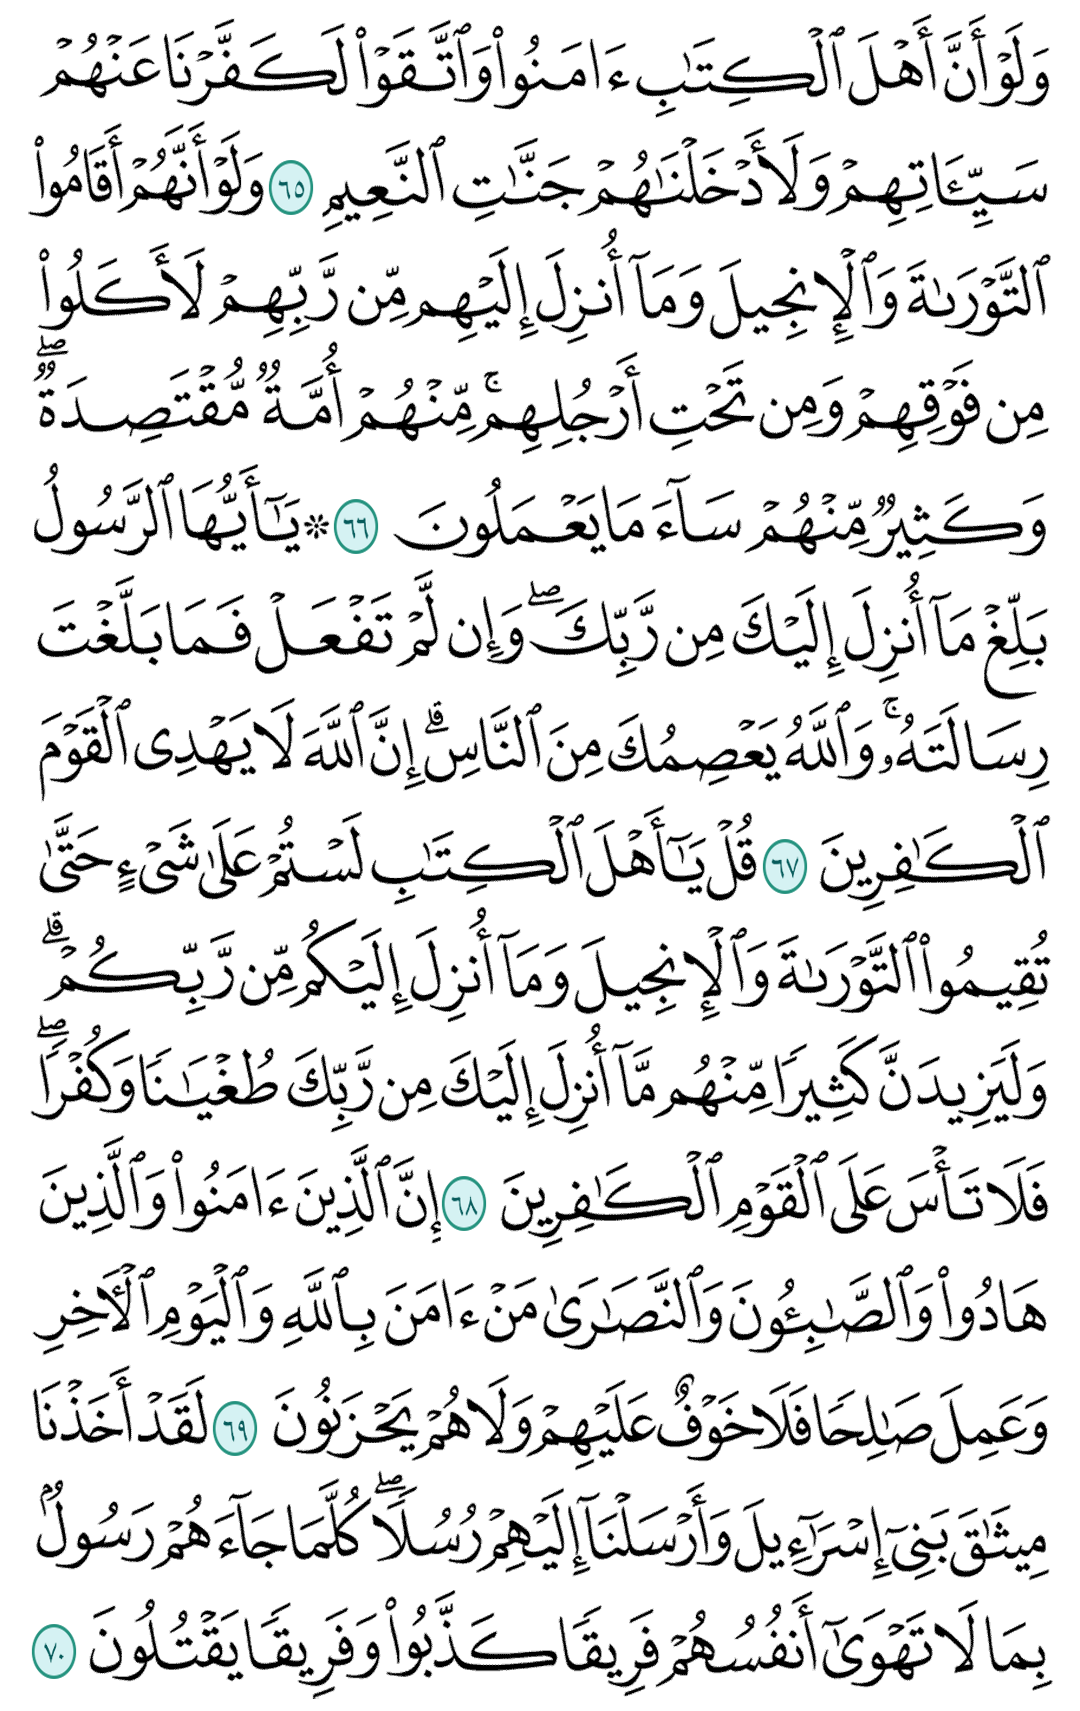 وَلَوۡ أَنَّ أَهۡلَ ٱلۡكِتَٰبِ ءَامَنُواْ وَٱتَّقَوۡاْ لَكَفَّرۡنَا عَنۡهُمۡ
سَيِّـَٔاتِهِمۡ وَلَأَدۡخَلۡنَٰهُمۡ جَنَّٰتِ ٱلنَّعِيمِ ٦٥ وَلَوۡ أَنَّهُمۡ أَقَامُواْ
ٱلتَّوۡرَىٰةَ وَٱلۡإِنجِيلَ وَمَآ أُنزِلَ إِلَيۡهِم مِّن رَّبِّهِمۡ لَأَكَلُواْ
مِن فَوۡقِهِمۡ وَمِن تَحۡتِ أَرۡجُلِهِمۚ مِّنۡهُمۡ أُمَّةٞ مُّقۡتَصِدَةٞۖ
وَكَثِيرٞ مِّنۡهُمۡ سَآءَ مَا يَعۡمَلُونَ ٦٦ ۞ يَٰٓأَيُّهَا ٱلرَّسُولُ
بَلِّغۡ مَآ أُنزِلَ إِلَيۡكَ مِن رَّبِّكَۖ وَإِن لَّمۡ تَفۡعَلۡ فَمَا بَلَّغۡتَ
رِسَالَتَهُۥۚ وَٱللَّهُ يَعۡصِمُكَ مِنَ ٱلنَّاسِۗ إِنَّ ٱللَّهَ لَا يَهۡدِي ٱلۡقَوۡمَ
ٱلۡكَٰفِرِينَ ٦٧ قُلۡ يَٰٓأَهۡلَ ٱلۡكِتَٰبِ لَسۡتُمۡ عَلَىٰ شَيۡءٍ حَتَّىٰ
تُقِيمُواْ ٱلتَّوۡرَىٰةَ وَٱلۡإِنجِيلَ وَمَآ أُنزِلَ إِلَيۡكُم مِّن رَّبِّكُمۡۗ
وَلَيَزِيدَنَّ كَثِيرٗا مِّنۡهُم مَّآ أُنزِلَ إِلَيۡكَ مِن رَّبِّكَ طُغۡيَٰنٗا وَكُفۡرٗاۖ
فَلَا تَأۡسَ عَلَى ٱلۡقَوۡمِ ٱلۡكَٰفِرِينَ ٦٨ إِنَّ ٱلَّذِينَ ءَامَنُواْ وَٱلَّذِينَ
هَادُواْ وَٱلصَّٰبِـُٔونَ وَٱلنَّصَٰرَىٰ مَنۡ ءَامَنَ بِٱللَّهِ وَٱلۡيَوۡمِ ٱلۡأٓخِرِ
وَعَمِلَ صَٰلِحٗا فَلَا خَوۡفٌ عَلَيۡهِمۡ وَلَا هُمۡ يَحۡزَنُونَ ٦٩ لَقَدۡ أَخَذۡنَا
مِيثَٰقَ بَنِيٓ إِسۡرَٰٓءِيلَ وَأَرۡسَلۡنَآ إِلَيۡهِمۡ رُسُلٗاۖ كُلَّمَا جَآءَهُمۡ رَسُولُۢ
بِمَا لَا تَهۡوَىٰٓ أَنفُسُهُمۡ فَرِيقٗا كَذَّبُواْ وَفَرِيقٗا يَقۡتُلُونَ ٧٠